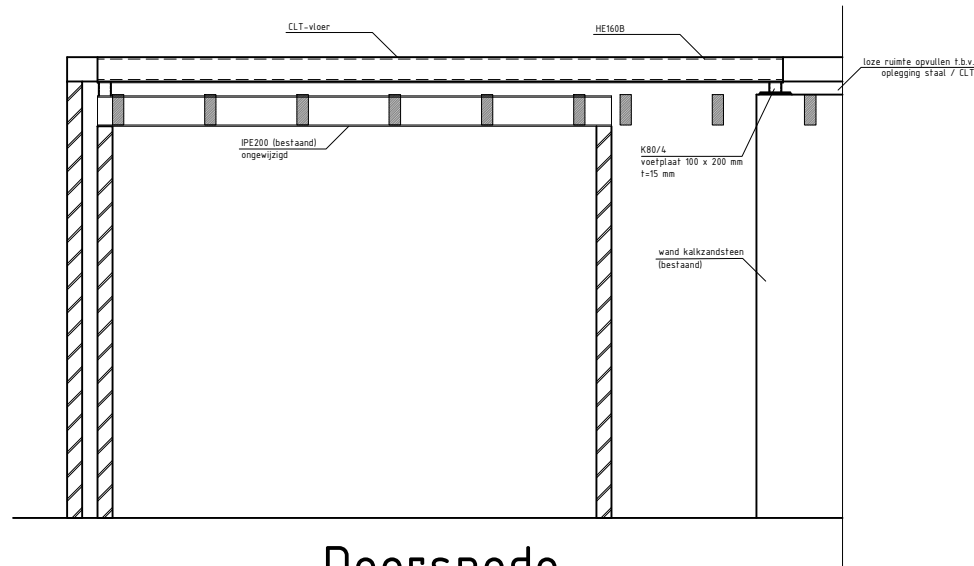 CLT-vloer
HE160B
loze ruimte opvullen t.b.v.
oplegging staal / CLT
IPE200 (bestaand)
ongewijzigd
K80/4
voetplaat 100 x 200 mm
t=15 mm
wand kalkzandsteen
(bestaand)
Doorsnede